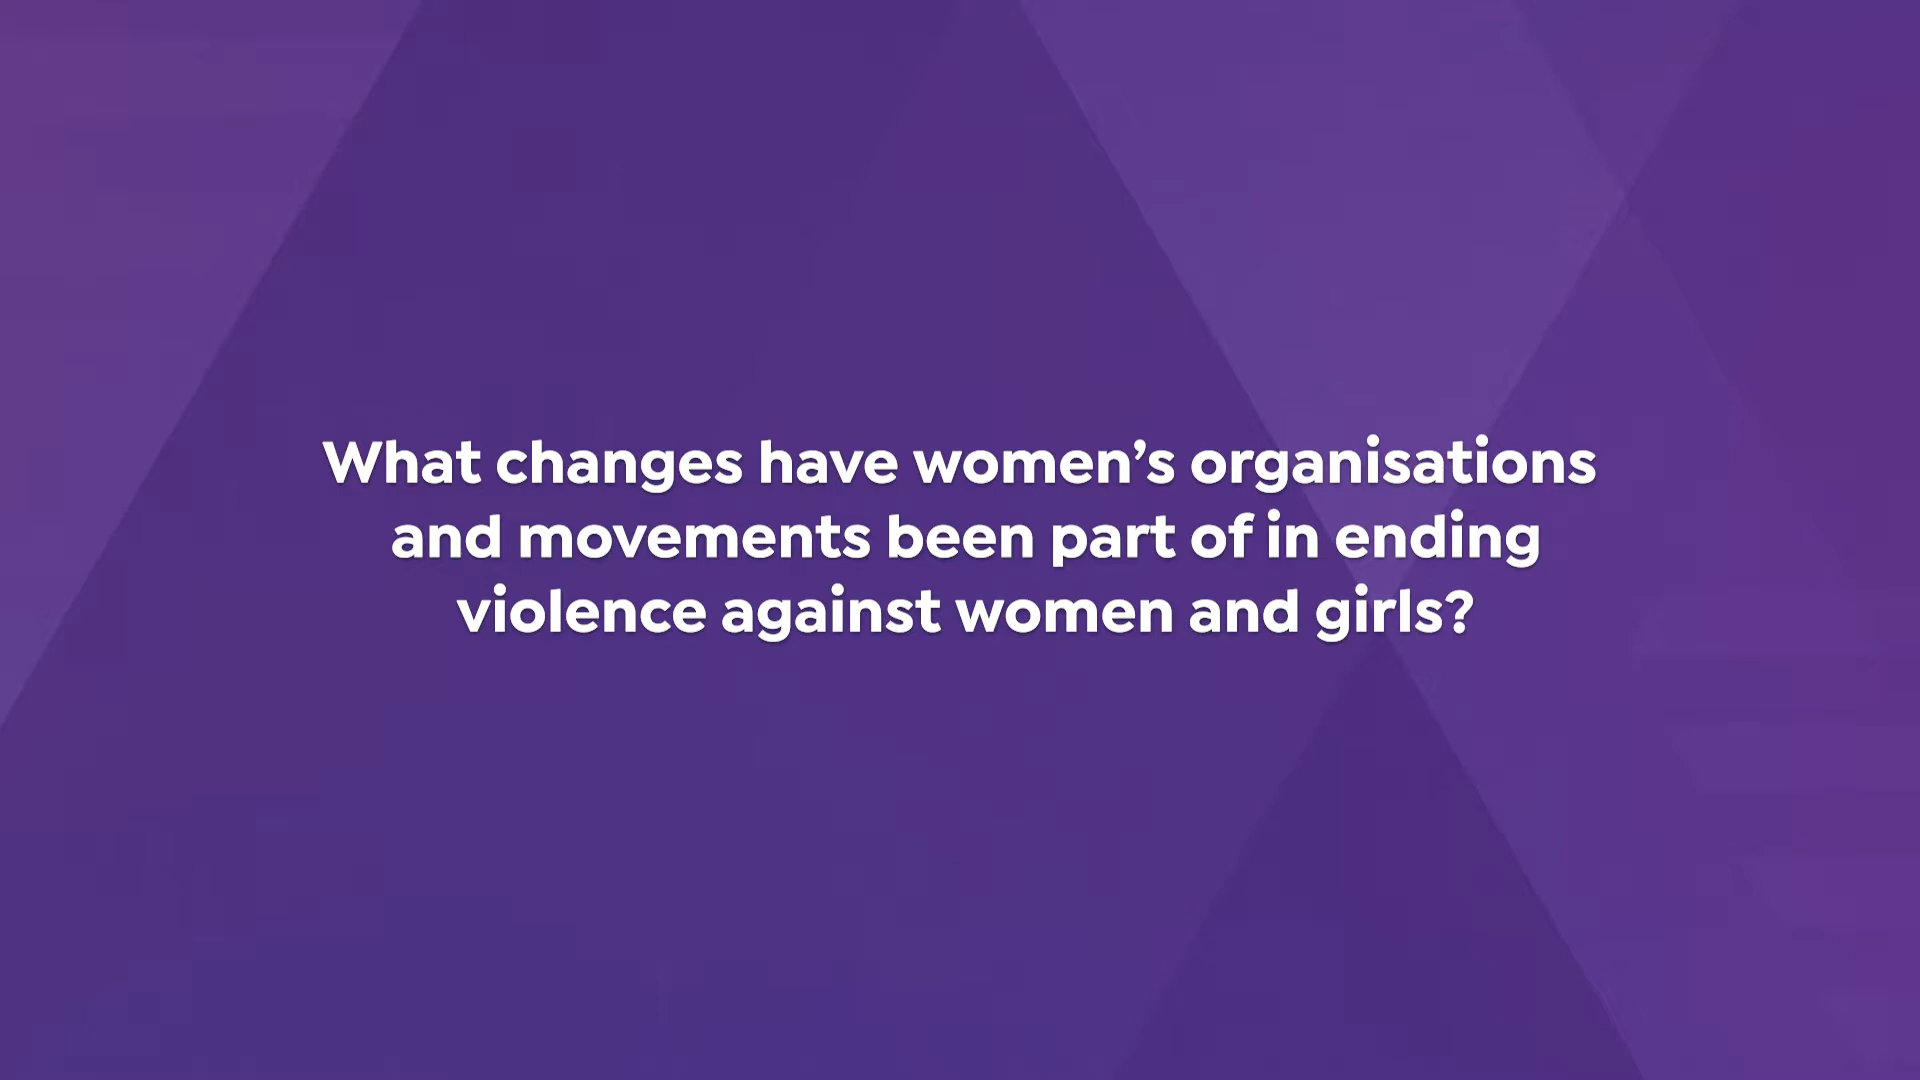 What changes have women’s organisations
and movements been part of in ending
violence against women and girls?